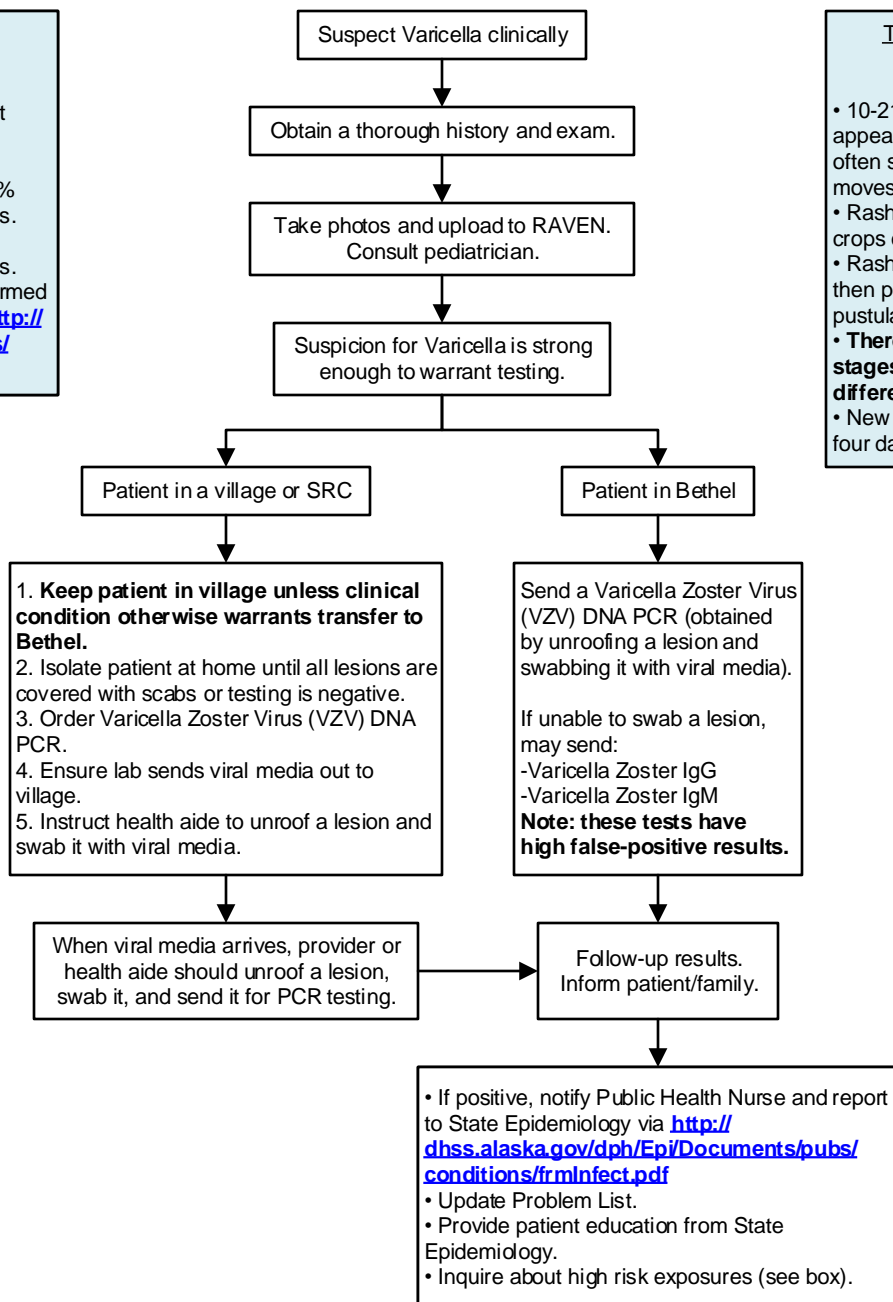 t
%
s.
s.
rmed
ttp://
s/
Suspect Varicella clinically
Obtain a thorough history and exam.
Take photos and upload to RAVEN.
Consult pediatrician.
Suspicion for Varicella is strong
enough to warrant testing.
T
• 10-21
appea
often s
moves
• Rash
crops
• Rash
then p
pustula
• There
stages
differe
• New
four da
Patient in a village or SRC
1. Keep patient in village unless clinical
condition otherwise warrants transfer to
Bethel.
2. Isolate patient at home until all lesions are
covered with scabs or testing is negative.
3. Order Varicella Zoster Virus (VZV) DNA
PCR.
4. Ensure lab sends viral media out to
village.
5. Instruct health aide to unroof a lesion and
swab it with viral media.
When viral media arrives, provider or
health aide should unroof a lesion,
swab it, and send it for PCR testing.
Patient in Bethel
Send a Varicella Zoster Virus
(VZV) DNA PCR (obtained
by unroofing a lesion and
swabbing it with viral media).
If unable to swab a lesion,
may send:
-Varicella Zoster IgG
-Varicella Zoster IgM
Note: these tests have
high false-positive results.
Follow-up results.
Inform patient/family.
• If positive, notify Public Health Nurse and report
to State Epidemiology via http://
dhss.alaska.gov/dph/Epi/Documents/pubs/
conditions/frmInfect.pdf
• Update Problem List.
• Provide patient education from State
Epidemiology.
• Inquire about high risk exposures (see box).